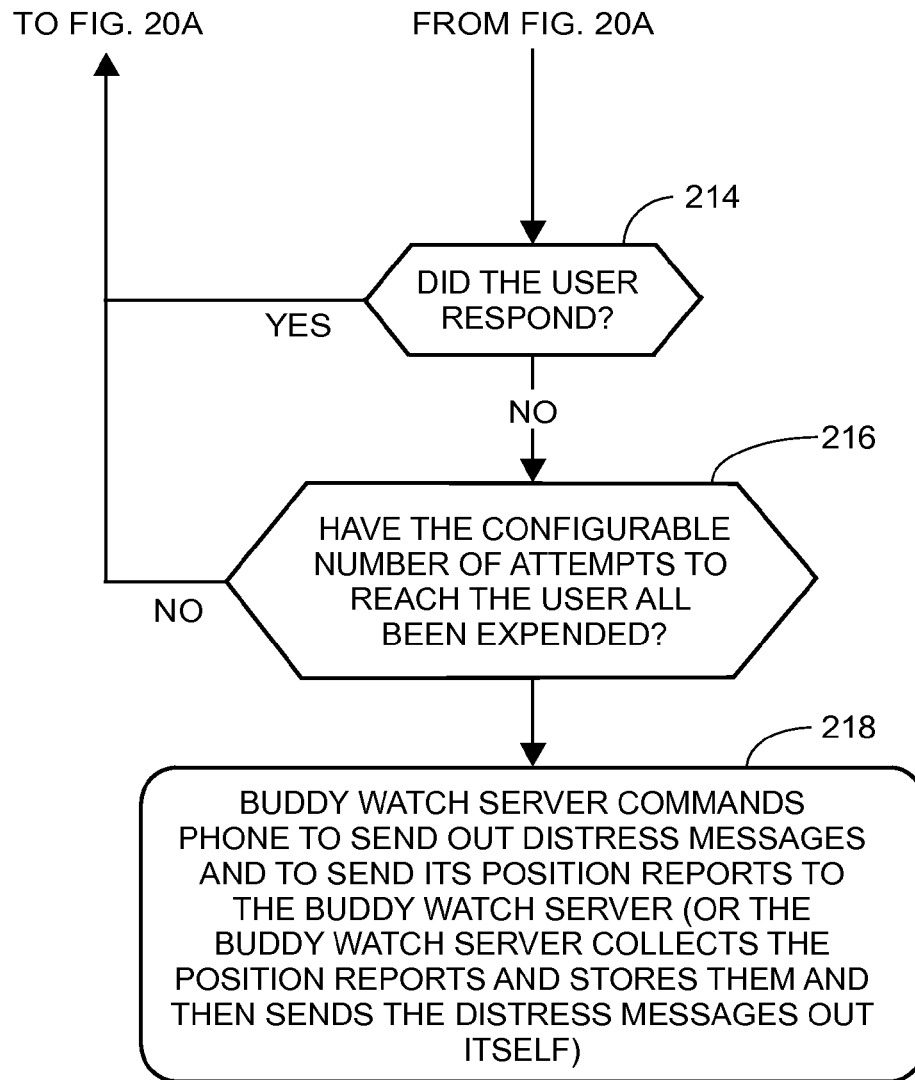 TO FIG. 20A
FROM FIG. 20A
214
DID THE USER
RESPOND?
YES
NO
216
HAVE THE CONFIGURABLE
NUMBER OF ATTEMPTS TO
REACH THE USER ALL
BEEN EXPENDED?
NO
218
BUDDY WATCH SERVER COMMANDS
PHONE TO SEND OUT DISTRESS MESSAGES
AND TO SEND ITS POSITION REPORTS TO
THE BUDDY WATCH SERVER (OR THE
BUDDY WATCH SERVER COLLECTS THE
POSITION REPORTS AND STORES THEM AND
THEN SENDS THE DISTRESS MESSAGES OUT
ITSELF)